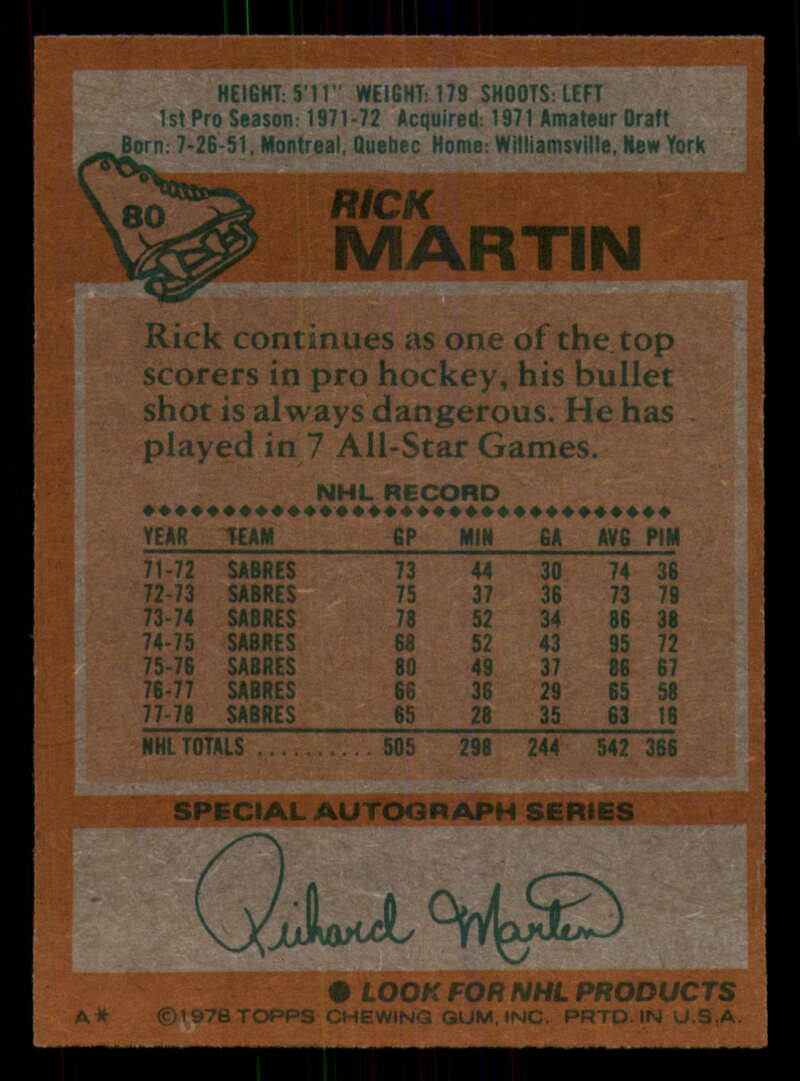 HEIGHT: 5'11" WEIGHT: 179 SHOOTS: LEFT
1st Pro Season: 1971-72 Acquired: 1971 Amateur Draft
Born: 7-26-51, Montreal, Quebec Home: Williamsville, New York
80
RICK
MARTIN
Rick continues as one of the top
scorers in pro hockey, his bullet
shot is always dangerous. He has
played in 7 All-Star Games.
NHL RECORD
YEAR TEAM GP MIN GA AVG PIM
71-72 SABRES 73 44 30 74 36
72-73 SABRES 75 37 36 73 79
73-74 SABRES 78 52 34 86 38
74-75 SABRES 68 52 43 95 72
75-76 SABRES 80 49 37 86 67
76-77 SABRES 66 36 29 65 58
77-78 SABRES 65 28 35 63 16
NHL TOTALS .......... 505 298 244 542 366
SPECIAL AUTOGRAPH SERIES
Richard Martin
● LOOK FOR NHL PRODUCTS
A* ©1978 TOPPS CHEWING GUM, INC. PRTD. IN U.S.A.